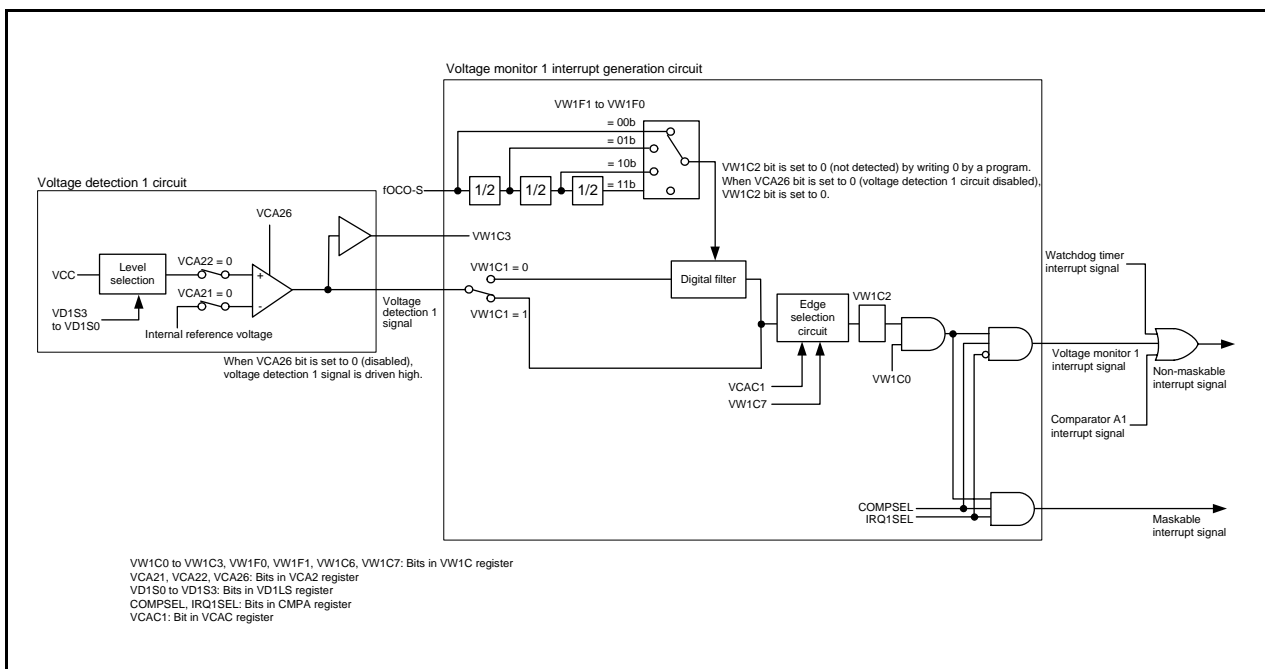 Voltage monitor 1 interrupt generation circuit
VW1F1 to VW1F0
= 00b
= 01b
= 10b
= 11b
fOCO-S
1/2
1/2
1/2
VW1C2 bit is set to 0 (not detected) by writing 0 by a program.
When VCA26 bit is set to 0 (voltage detection 1 circuit disabled),
VW1C2 bit is set to 0.
Voltage detection 1 circuit
VCA26
VCC
Level
selection
VCA22 = 0
+
VCA21 = 0
-
VD1S3
to VD1S0
Internal reference voltage
When VCA26 bit is set to 0 (disabled),
voltage detection 1 signal is driven high.
VW1C3
Voltage
detection 1
signal
VW1C1 = 0
VW1C1 = 1
Digital filter
Edge
selection
circuit
VW1C2
VCAC1
VW1C7
VW1C0
Watchdog timer
interrupt signal
Voltage monitor 1
interrupt signal
Non-maskable
interrupt signal
Comparator A1
interrupt signal
COMPSEL
IRQ1SEL
Maskable
interrupt signal
VW1C0 to VW1C3, VW1F0, VW1F1, VW1C6, VW1C7: Bits in VW1C register
VCA21, VCA22, VCA26: Bits in VCA2 register
VD1S0 to VD1S3: Bits in VD1LS register
COMPSEL, IRQ1SEL: Bits in CMPA register
VCAC1: Bit in VCAC register